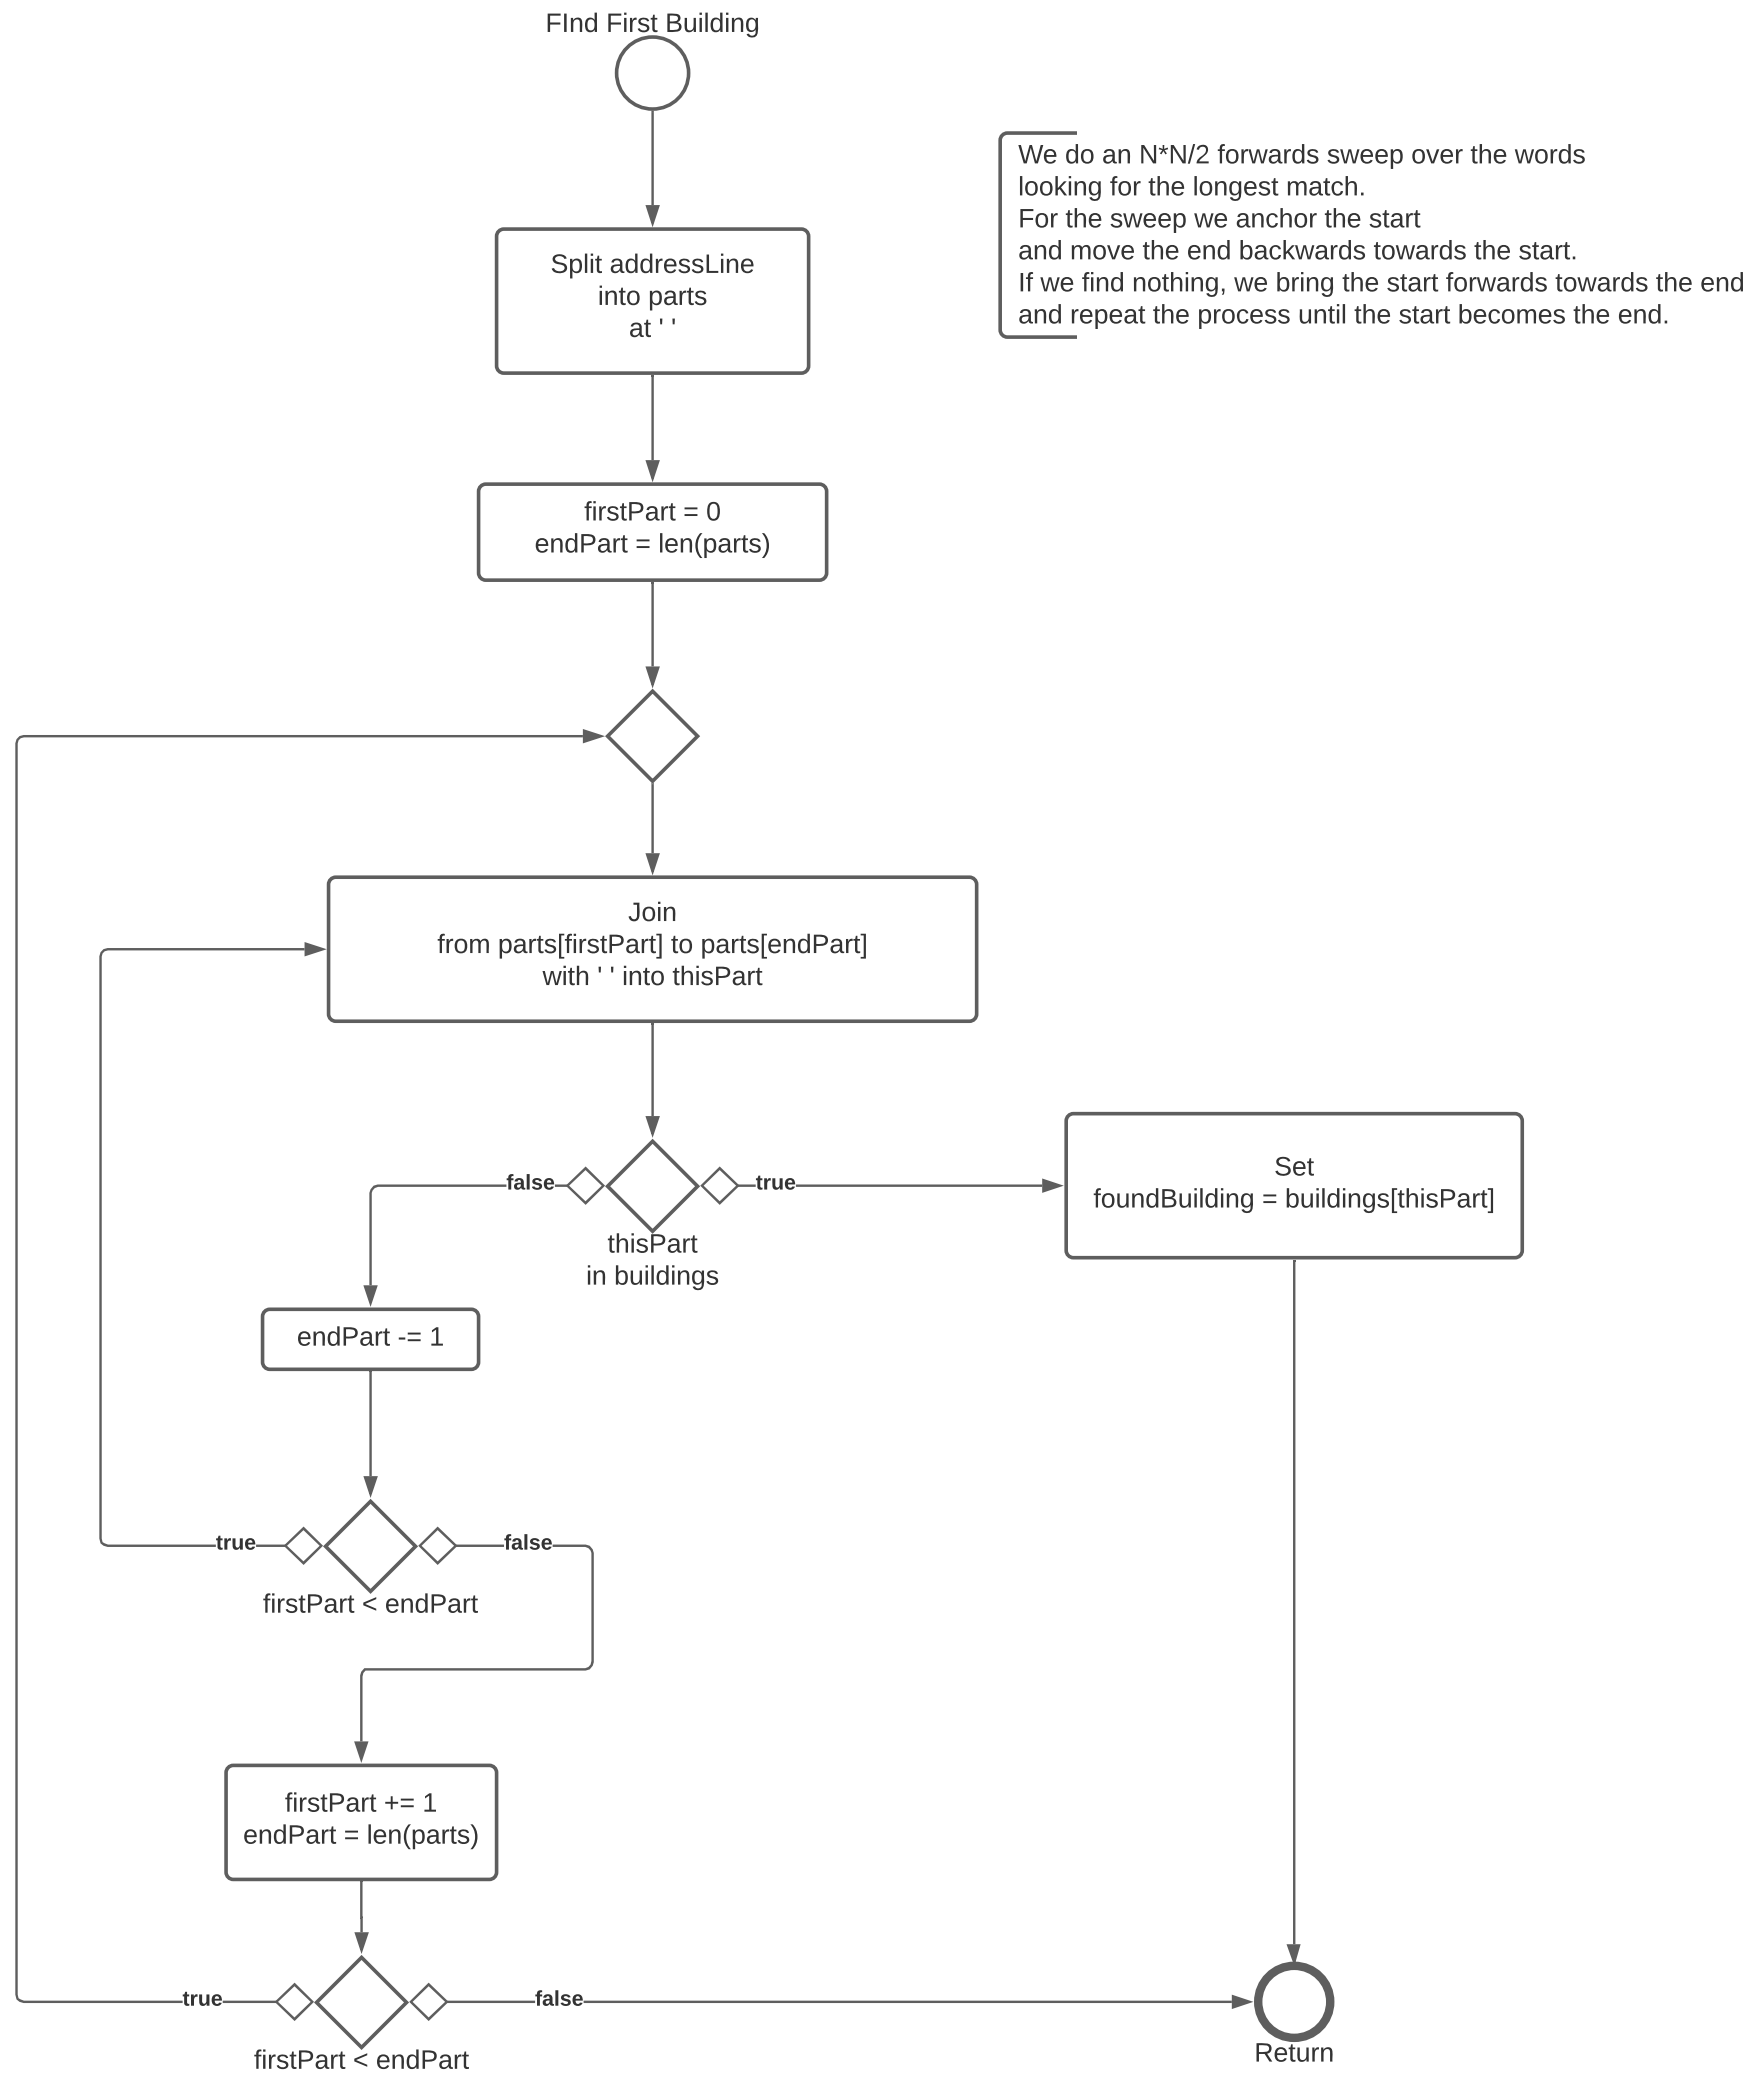 FInd First Building
We do an N*N/2 forwards sweep over the words
looking for the longest match.
For the sweep we anchor the start
and move the end backwards towards the start.
If we find nothing, we bring the start forwards towards the end
and repeat the process until the start becomes the end.
Split addressLine
into parts
at ' '
firstPart = 0
endPart = len(parts)
Join
from parts[firstPart] to parts[endPart]
with ' ' into thisPart
false
true
thisPart
in buildings
Set
foundBuilding = buildings[thisPart]
endPart -= 1
true
false
firstPart < endPart
firstPart += 1
endPart = len(parts)
true
false
firstPart < endPart
Return